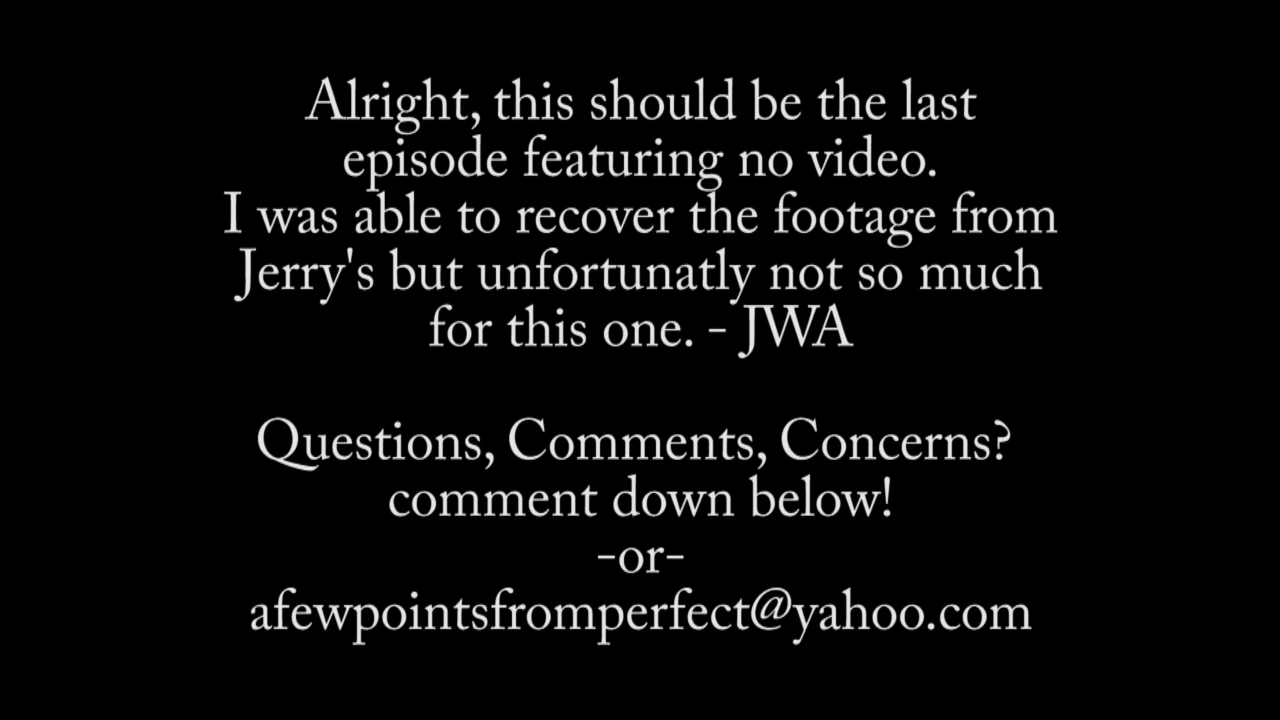 Alright, this should be the last
episode featuring no video.
I was able to recover the footage from
Jerry's but unfortunatly not so much
for this one. - JWA
Questions, Comments, Concerns?
comment down below!
-or-
afewpointsfromperfect@yahoo.com